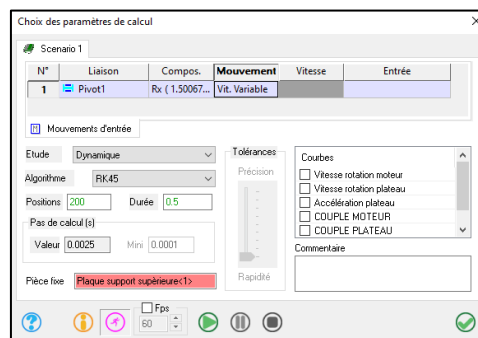 Choix des paramètres de calcul
Scenario 1
N° Liaison Compos. Mouvement Vitesse Entrée
1 Pivot1 Rx ( 1.50067... Vit. Variable
Mouvements d'entrée
Etude Dynamique
Algorithme RK45
Positions 200 Durée 0.5
Pas de calcul (s)
Valeur 0.0025 Mini 0.0001
Pièce fixe Plaque support supérieure<1>
Tolérances
Précision
Rapidité
Courbes
Vitesse rotation moteur
Vitesse rotation plateau
Accélération plateau
COUPLE MOTEUR
COUPLE PLATEAU
Commentaire
Fps
60